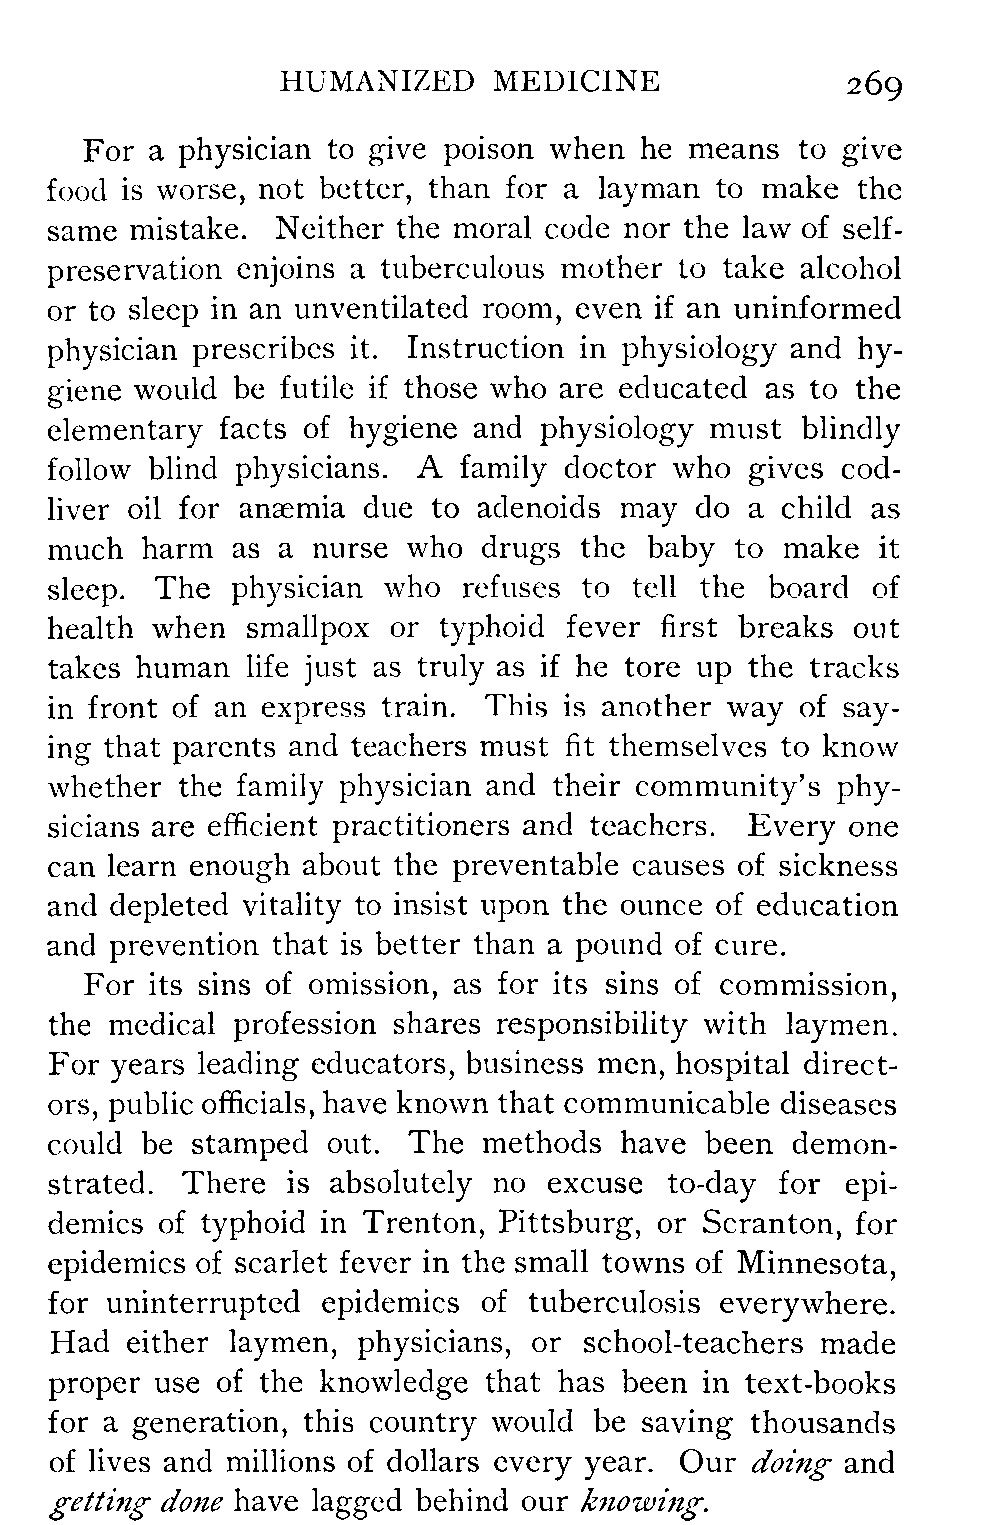 HUMANIZED MEDICINE 269
For a physician to give poison when he means to give
food is worse, not better, than for a layman to make the
same mistake. Neither the moral code nor the law of self-
preservation enjoins a tuberculous mother to take alcohol
or to sleep in an unventilated room, even if an uninformed
physician prescribes it. Instruction in physiology and hy-
giene would be futile if those who are educated as to the
elementary facts of hygiene and physiology must blindly
follow blind physicians. A family doctor who gives cod-
liver oil for anæmia due to adenoids may do a child as
much harm as a nurse who drugs the baby to make it
sleep. The physician who refuses to tell the board of
health when smallpox or typhoid fever first breaks out
takes human life just as truly as if he tore up the tracks
in front of an express train. This is another way of say-
ing that parents and teachers must fit themselves to know
whether the family physician and their community's phy-
sicians are efficient practitioners and teachers. Every one
can learn enough about the preventable causes of sickness
and depleted vitality to insist upon the ounce of education
and prevention that is better than a pound of cure.
For its sins of omission, as for its sins of commission,
the medical profession shares responsibility with laymen.
For years leading educators, business men, hospital direct-
ors, public officials, have known that communicable diseases
could be stamped out. The methods have been demon-
strated. There is absolutely no excuse to-day for epi-
demics of typhoid in Trenton, Pittsburg, or Scranton, for
epidemics of scarlet fever in the small towns of Minnesota,
for uninterrupted epidemics of tuberculosis everywhere.
Had either laymen, physicians, or school-teachers made
proper use of the knowledge that has been in text-books
for a generation, this country would be saving thousands
of lives and millions of dollars every year. Our doing and
getting done have lagged behind our knowing.